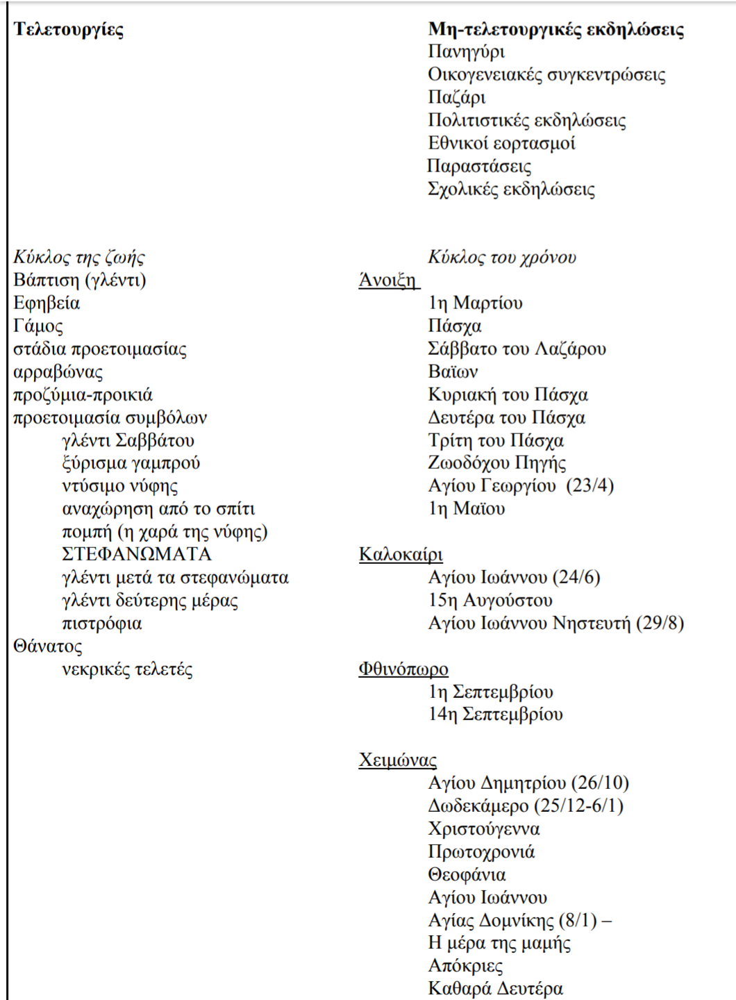 Τελετουργίες Μη-τελετουργικές εκδηλώσεις
Πανηγύρι
Οικογενειακές συγκεντρώσεις
Παζάρι
Πολιτιστικές εκδηλώσεις
Εθνικοί εορτασμοί
Παραστάσεις
Σχολικές εκδηλώσεις
Κύκλος της ζωής Κύκλος του χρόνου
Βάπτιση (γλέντι) Άνοιξη
Εφηβεία 1η Μαρτίου
Γάμος Πάσχα
στάδια προετοιμασίας Σάββατο του Λαζάρου
αρραβώνας Βαϊων
προζύμια-προικιά Κυριακή του Πάσχα
προετοιμασία συμβόλων Δευτέρα του Πάσχα
γλέντι Σαββάτου Τρίτη του Πάσχα
ξύρισμα γαμπρού Ζωοδόχου Πηγής
ντύσιμο νύφης Αγίου Γεωργίου (23/4)
αναχώρηση από το σπίτι 1η Μαϊου
πομπή (η χαρά της νύφης)
ΣΤΕΦΑΝΩΜΑΤΑ Καλοκαίρι
γλέντι μετά τα στεφανώματα Αγίου Ιωάννου (24/6)
γλέντι δεύτερης μέρας 15η Αυγούστου
πιστρόφια Αγίου Ιωάννου Νηστευτή (29/8)
Θάνατος
νεκρικές τελετές Φθινόπωρο
1η Σεπτεμβρίου
14η Σεπτεμβρίου
Χειμώνας
Αγίου Δημητρίου (26/10)
Δωδεκάμερο (25/12-6/1)
Χριστούγεννα
Πρωτοχρονιά
Θεοφάνια
Αγίου Ιωάννου
Αγίας Δομνίκης (8/1) –
Η μέρα της μαμής
Απόκριες
Καθαρά Δευτέρα